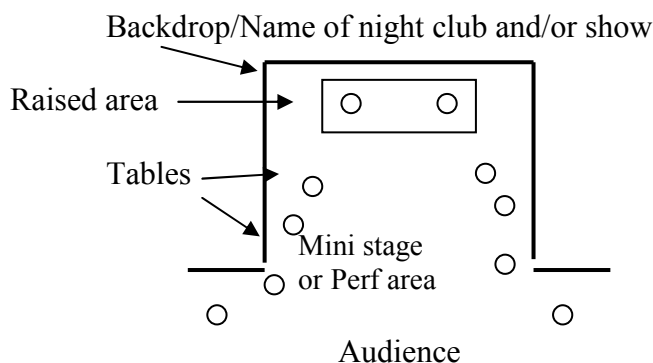 Backdrop/Name of night club and/or show
Raised area
Tables
Mini stage
or Perf area
Audience